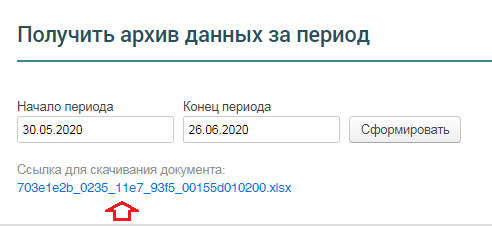 Получить архив данных за период
Начало периода Конец периода
30.05.2020 26.06.2020 Сформировать
Ссылка для скачивания документа:
703e1e2b_0235_11e7_93f5_00155d010200.xlsx